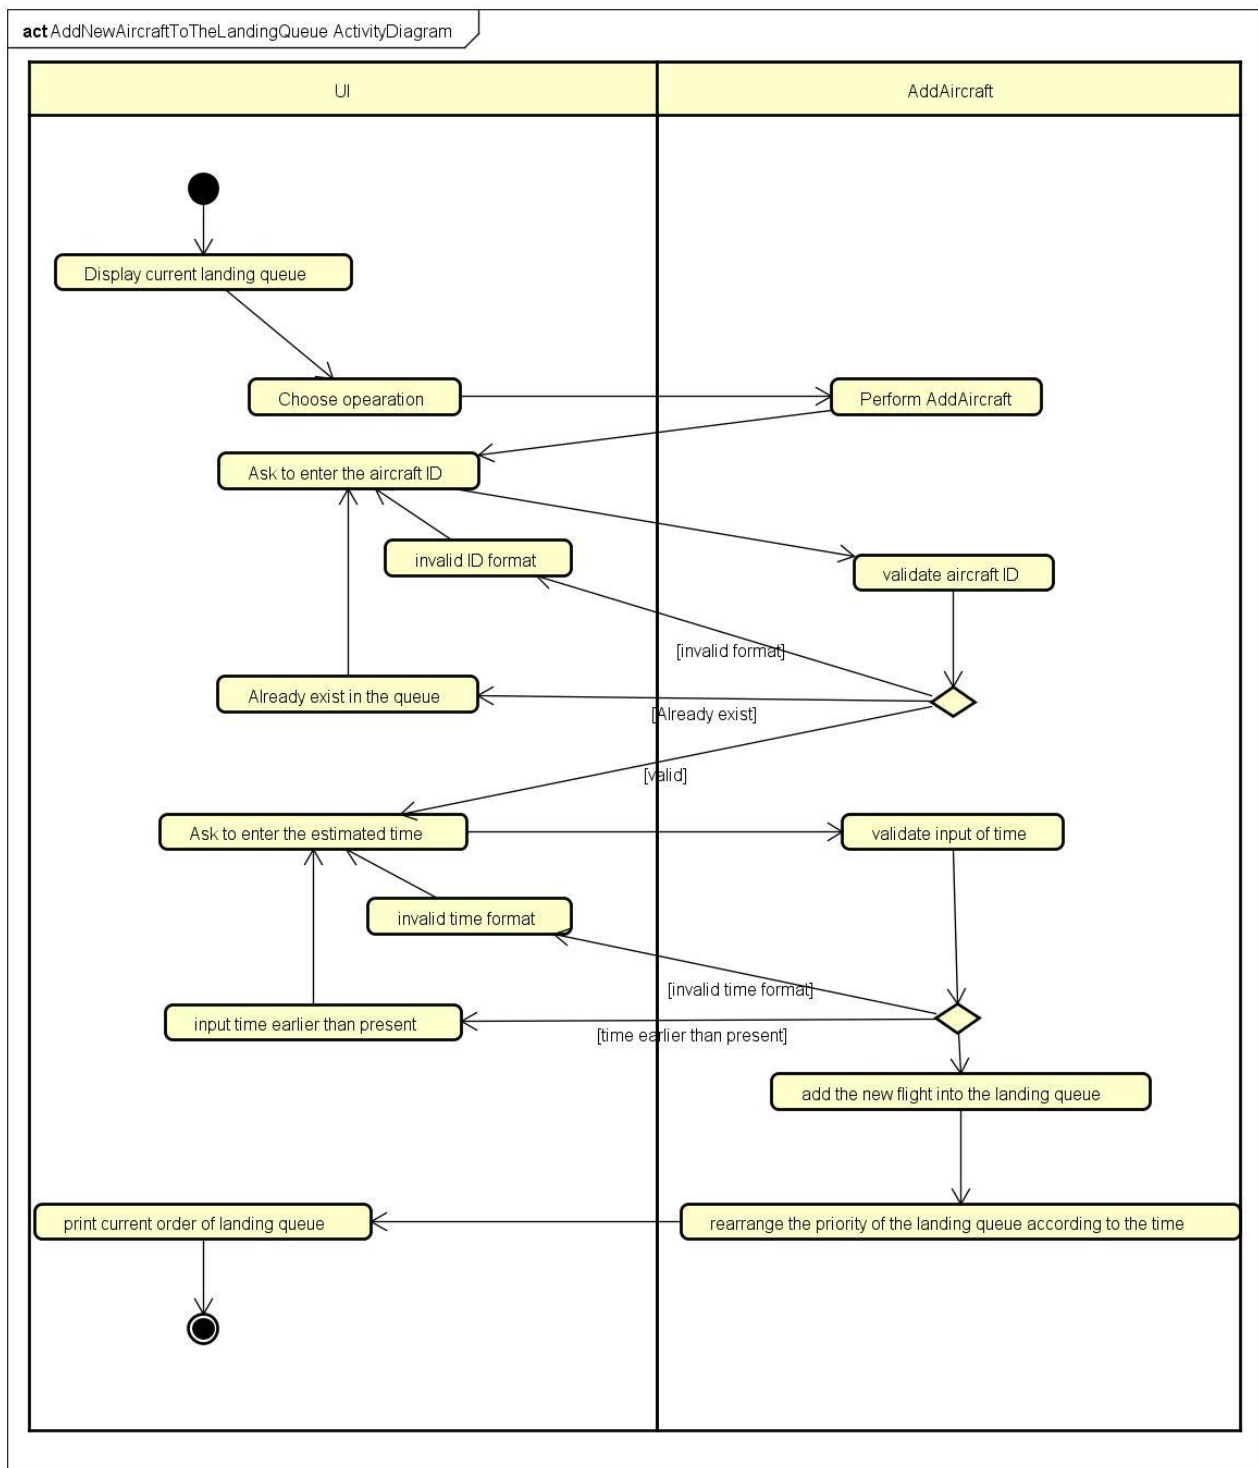 act AddNewAircraftToTheLandingQueue ActivityDiagram
UI
AddAircraft
Display current landing queue
Choose opearation
Perform AddAircraft
Ask to enter the aircraft ID
invalid ID format
validate aircraft ID
[invalid format]
Already exist in the queue
[Already exist]
[valid]
Ask to enter the estimated time
validate input of time
invalid time format
[invalid time format]
input time earlier than present
[time earlier than present]
add the new flight into the landing queue
print current order of landing queue
rearrange the priority of the landing queue according to the time